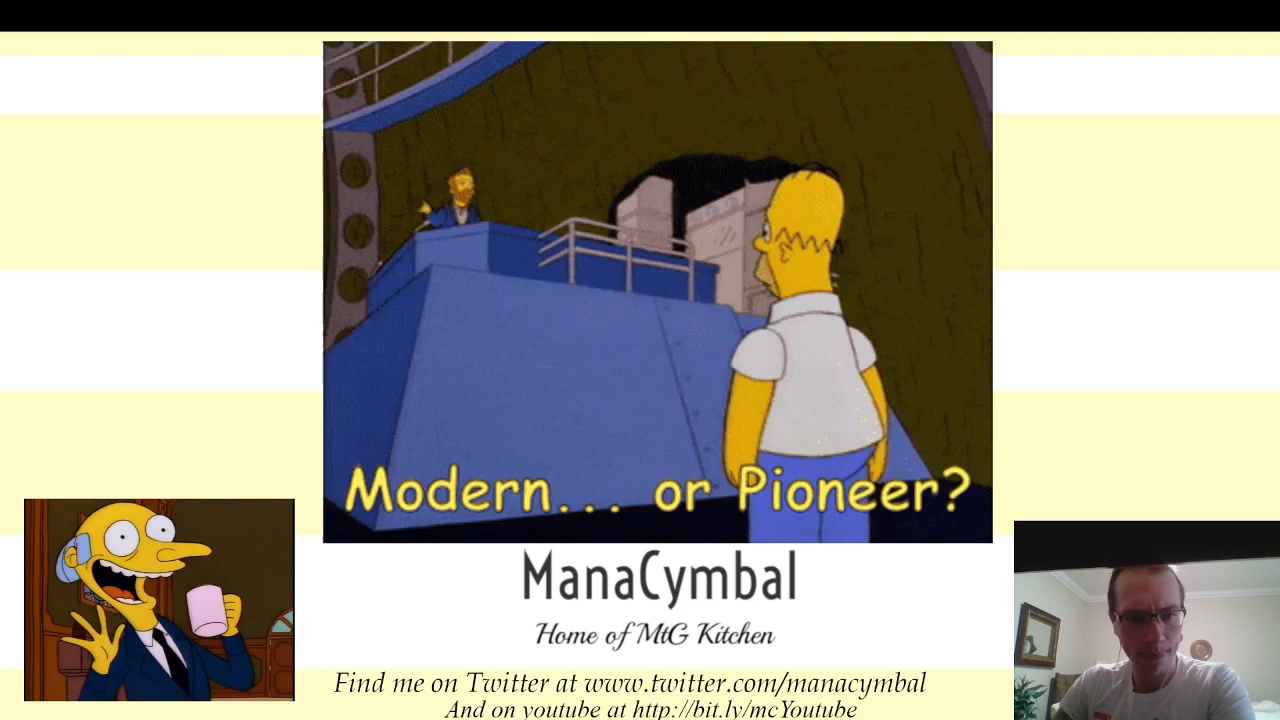 Modern... or Pioneer?
ManaCymbal
Home of MtG Kitchen
Find me on Twitter at www.twitter.com/manacymbal
And on youtube at http://bit.ly/mcYoutube